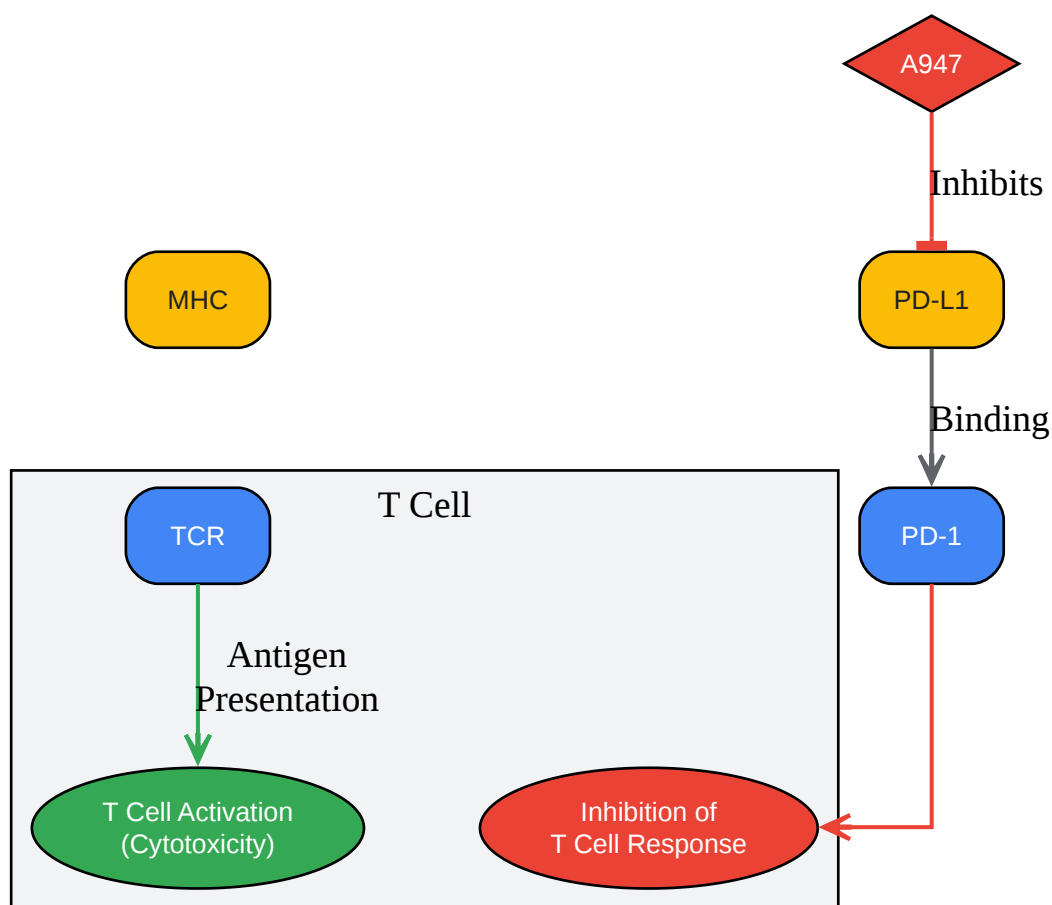 A947
Inhibits
MHC
PD-L1
Binding
T Cell
TCR
PD-1
Antigen
Presentation
T Cell Activation
(Cytotoxicity)
Inhibition of
T Cell Response